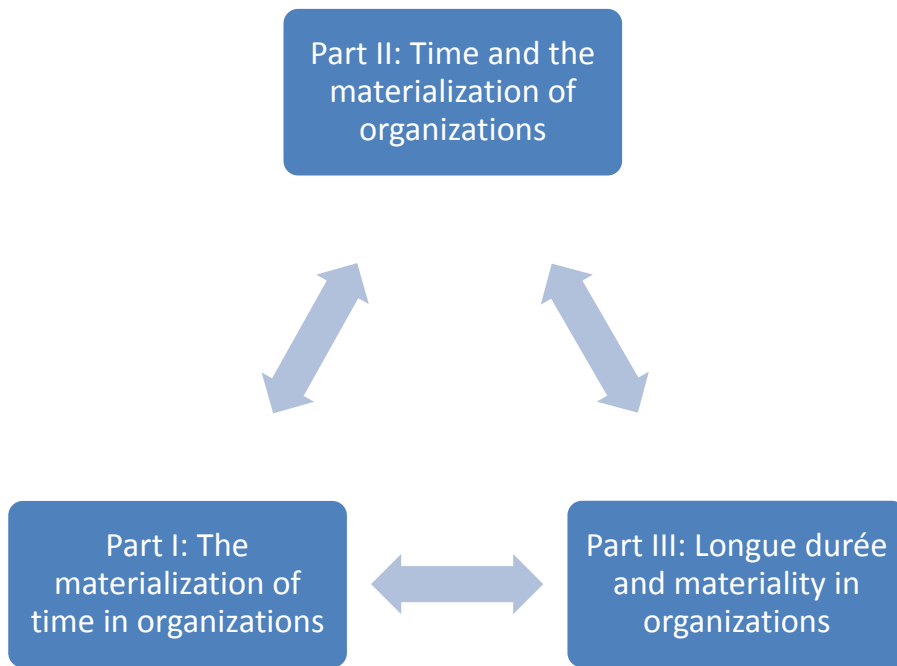 Part II: Time and the
materialization of
organizations
Part I: The
materialization of
time in organizations
Part III: Longue durée
and materiality in
organizations